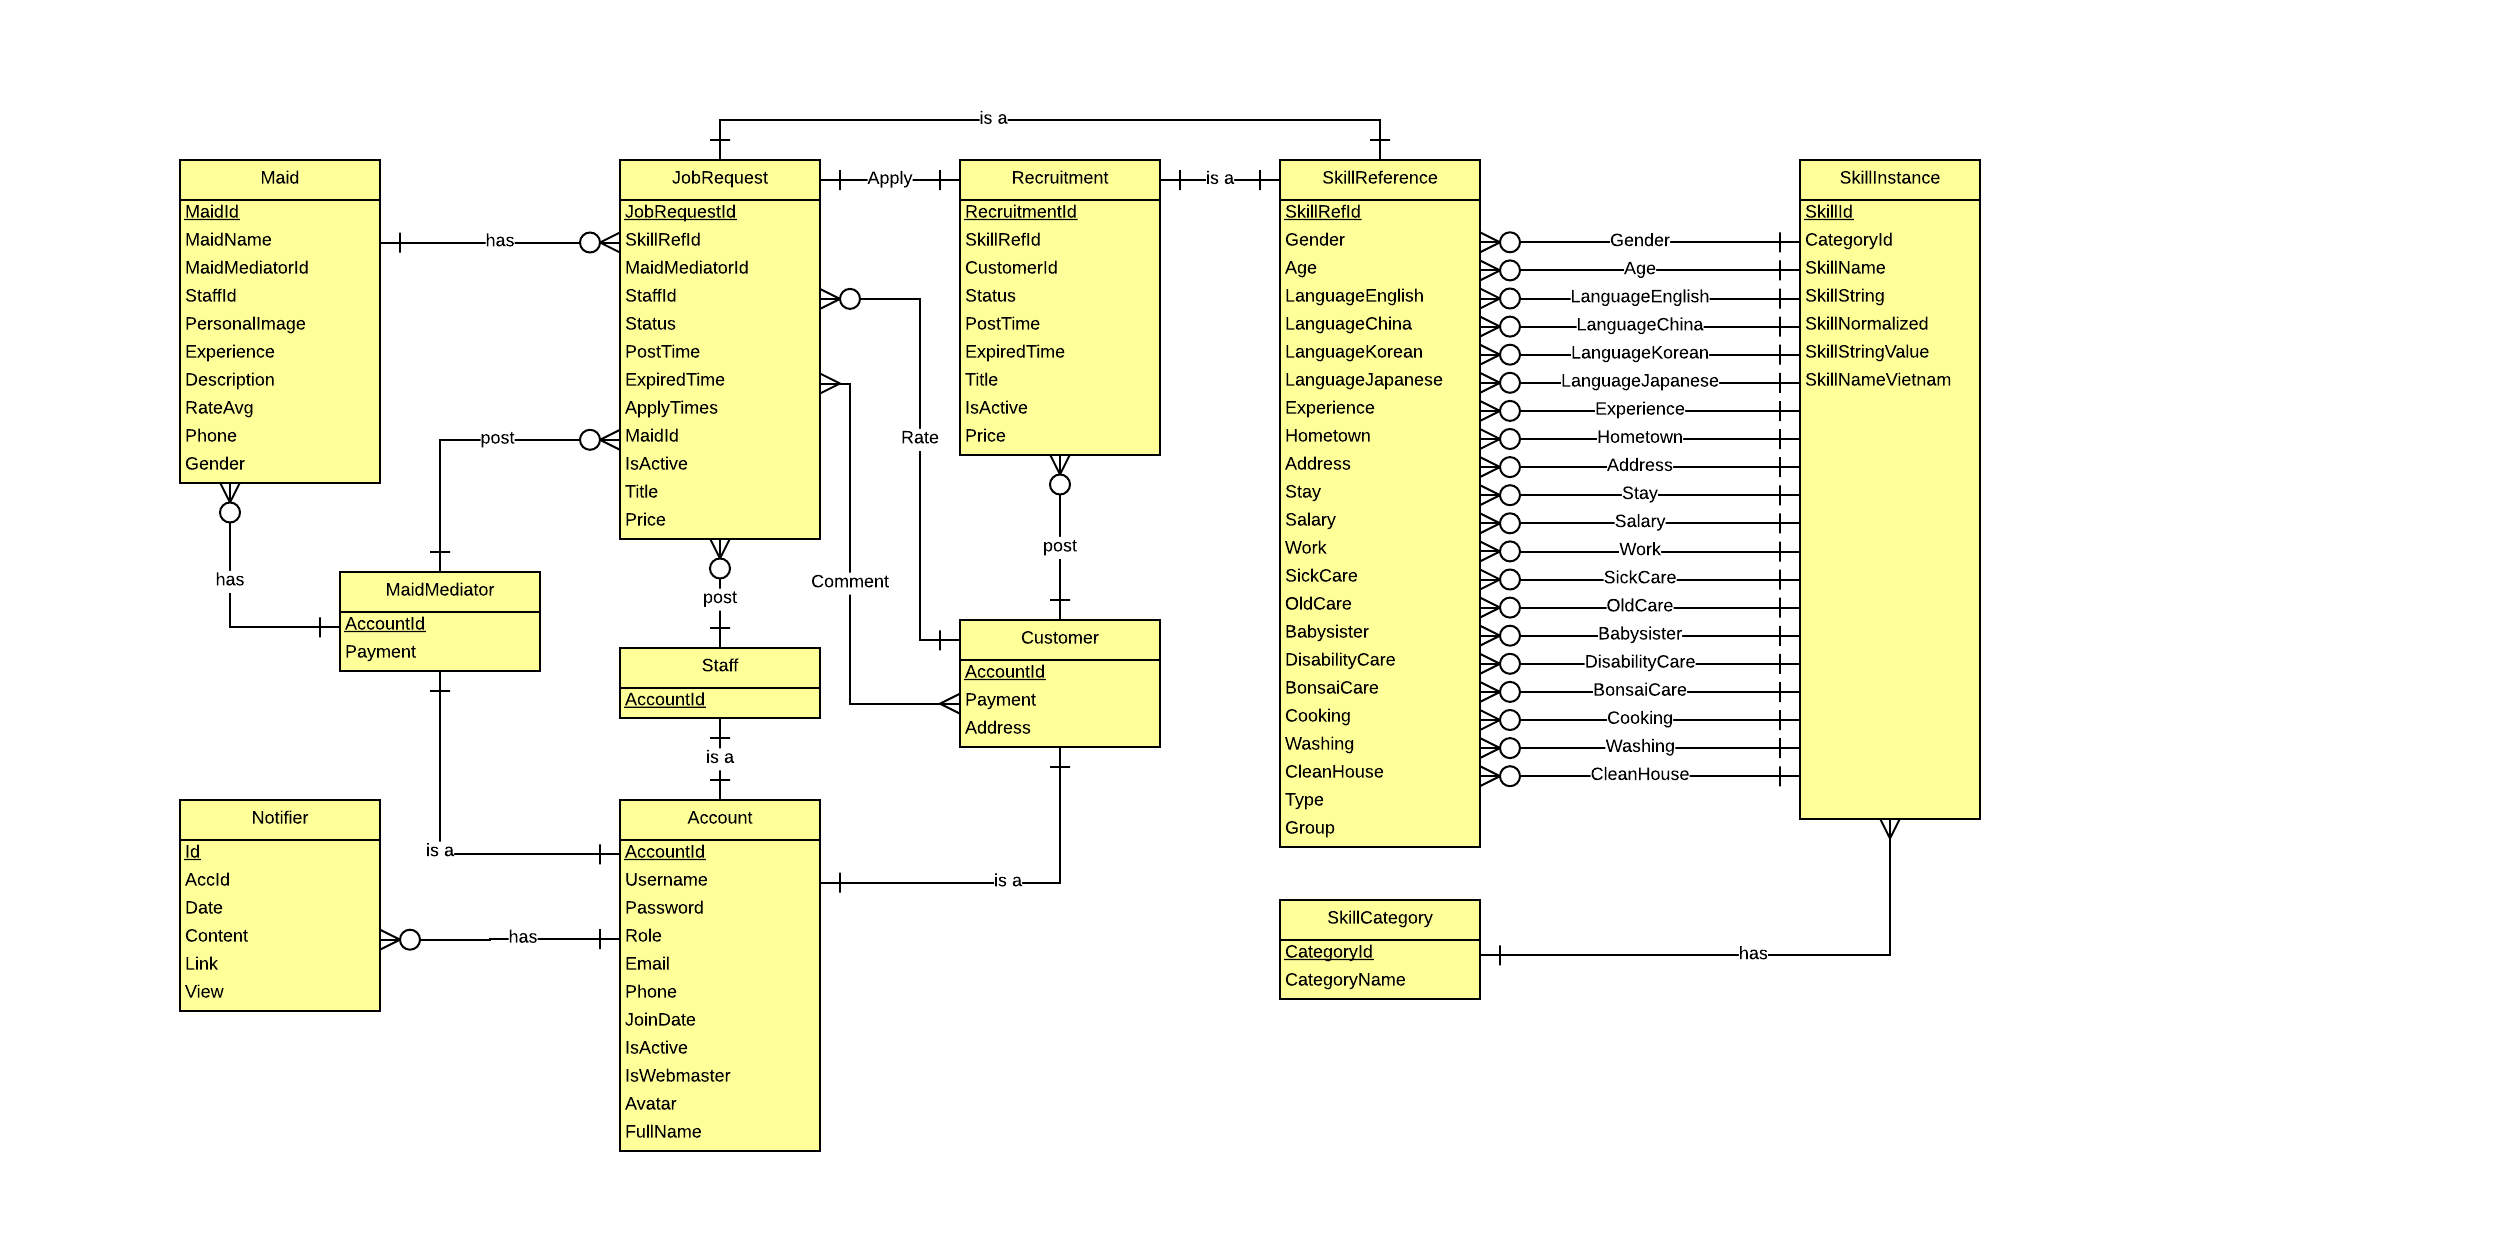 is a
Maid
MaidId
MaidName
MaidMediatorId
StaffId
PersonalImage
Experience
Description
RateAvg
Phone
Gender
has
has
post
MaidMediator
AccountId
Payment
is a
JobRequest
JobRequestId
SkillRefId
MaidMediatorId
StaffId
Status
PostTime
ExpiredTime
ApplyTimes
MaidId
IsActive
Title
Price
post
Staff
AccountId
is a
Apply
Rate
Comment
Recruitment
RecruitmentId
SkillRefId
CustomerId
Status
PostTime
ExpiredTime
Title
IsActive
Price
post
Customer
AccountId
Payment
Address
is a
is a
SkillReference
SkillRefId
Gender
Age
LanguageEnglish
LanguageChina
LanguageKorean
LanguageJapanese
Experience
Hometown
Address
Stay
Salary
Work
SickCare
OldCare
Babysister
DisabilityCare
BonsaiCare
Cooking
Washing
CleanHouse
Type
Group
Gender
Age
LanguageEnglish
LanguageChina
LanguageKorean
LanguageJapanese
Experience
Hometown
Address
Stay
Salary
Work
SickCare
OldCare
Babysister
DisabilityCare
BonsaiCare
Cooking
Washing
CleanHouse
SkillInstance
SkillId
CategoryId
SkillName
SkillString
SkillNormalized
SkillStringValue
SkillNameVietnam
Notifier
Id
AccId
Date
Content
Link
View
has
Account
AccountId
Username
Password
Role
Email
Phone
JoinDate
IsActive
IsWebmaster
Avatar
FullName
SkillCategory
CategoryId
CategoryName
has